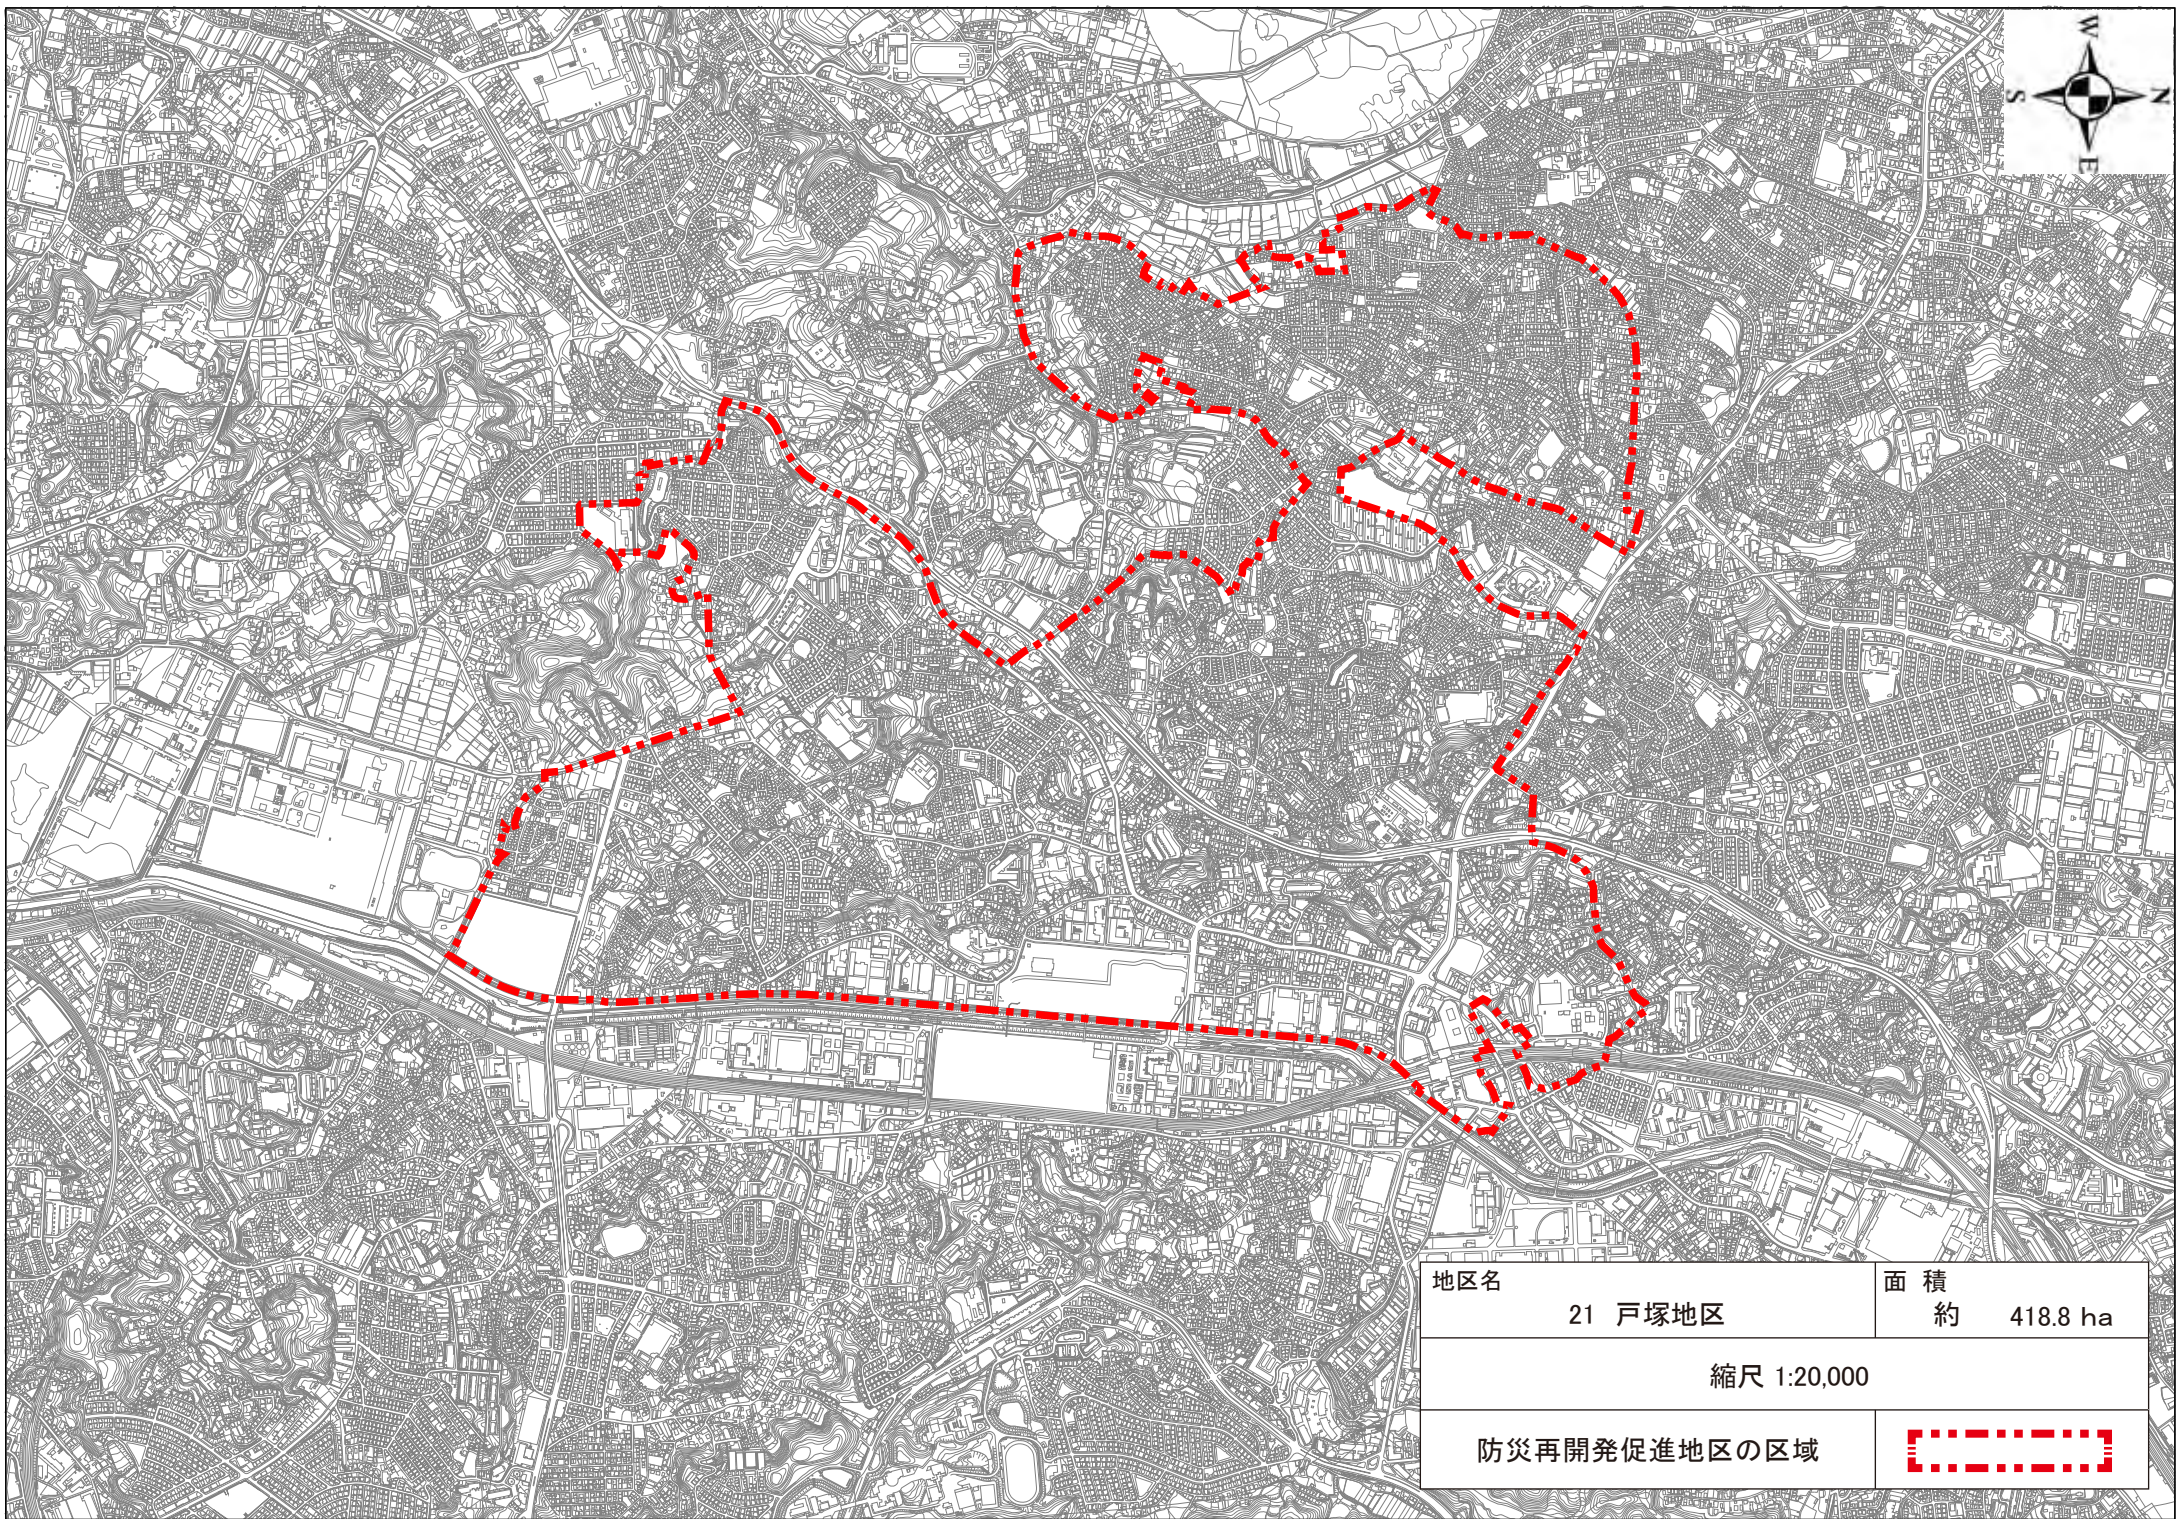 W
S N
E
地区名
21 戸塚地区
面 積
約 418.8 ha
縮尺 1:20,000
防災再開発促進地区の区域